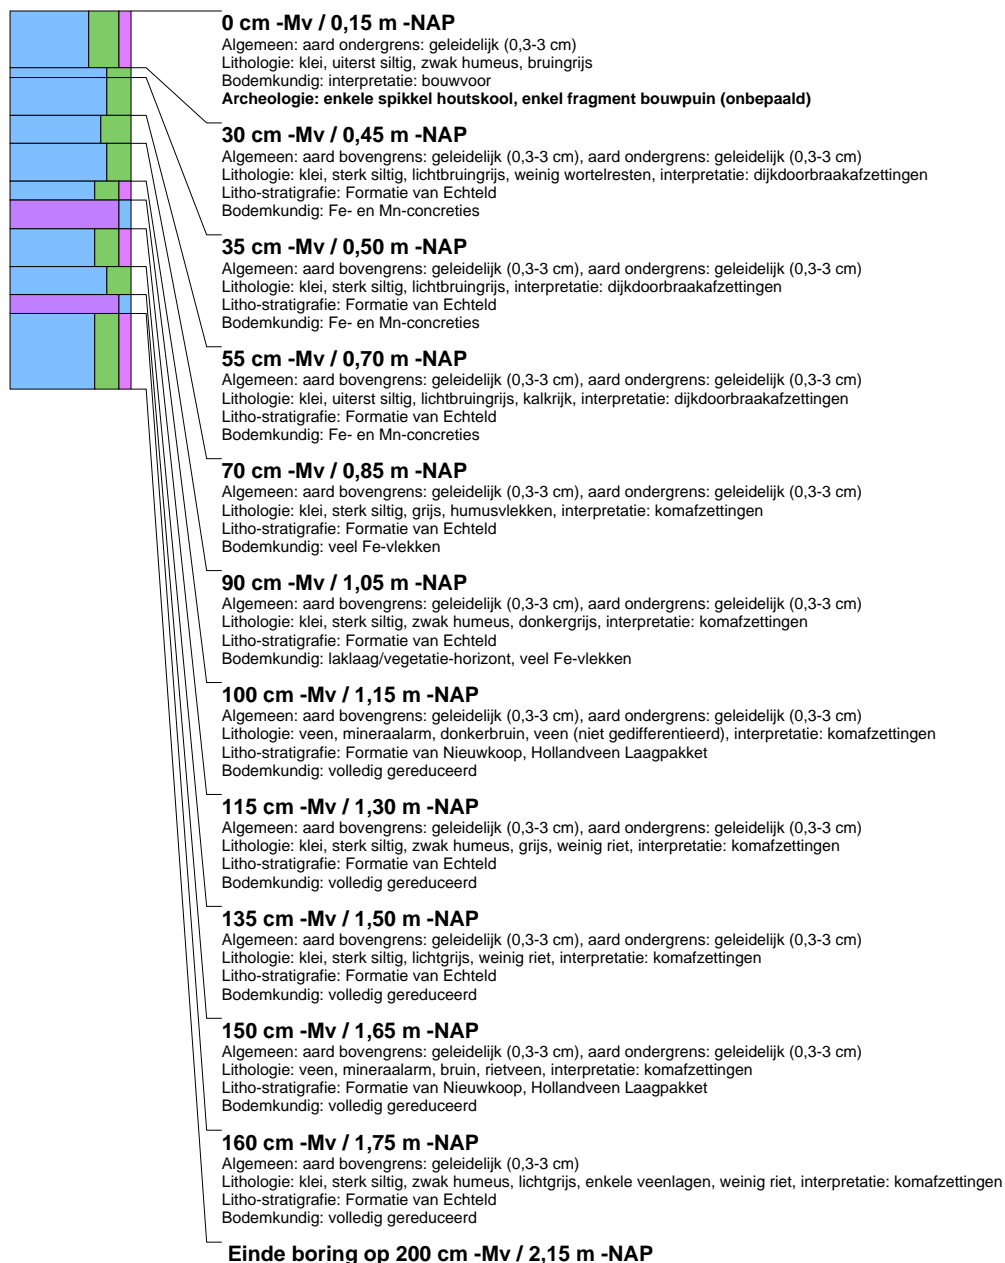 0 cm -Mv / 0,15 m -NAP
Algemeen: aard ondergrens: geleidelijk (0,3-3 cm)
Lithologie: klei, uiterst siltig, zwak humeus, bruingrijs
Bodemkundig: interpretatie: bouwvoor
Archeologie: enkele spikkel houtskool, enkel fragment bouwpuin (onbepaald)
30 cm -Mv / 0,45 m -NAP
Algemeen: aard bovengrens: geleidelijk (0,3-3 cm), aard ondergrens: geleidelijk (0,3-3 cm)
Lithologie: klei, sterk siltig, lichtbruingrijs, weinig wortelresten, interpretatie: dijkdoorbraakafzettingen
Litho-stratigrafie: Formatie van Echteld
Bodemkundig: Fe- en Mn-concreties
35 cm -Mv / 0,50 m -NAP
Algemeen: aard bovengrens: geleidelijk (0,3-3 cm), aard ondergrens: geleidelijk (0,3-3 cm)
Lithologie: klei, sterk siltig, lichtbruingrijs, interpretatie: dijkdoorbraakafzettingen
Litho-stratigrafie: Formatie van Echteld
Bodemkundig: Fe- en Mn-concreties
55 cm -Mv / 0,70 m -NAP
Algemeen: aard bovengrens: geleidelijk (0,3-3 cm), aard ondergrens: geleidelijk (0,3-3 cm)
Lithologie: klei, uiterst siltig, lichtbruingrijs, kalkrijk, interpretatie: dijkdoorbraakafzettingen
Litho-stratigrafie: Formatie van Echteld
Bodemkundig: Fe- en Mn-concreties
70 cm -Mv / 0,85 m -NAP
Algemeen: aard bovengrens: geleidelijk (0,3-3 cm), aard ondergrens: geleidelijk (0,3-3 cm)
Lithologie: klei, sterk siltig, grijs, humusvlekken, interpretatie: komafzettingen
Litho-stratigrafie: Formatie van Echteld
Bodemkundig: veel Fe-vlekken
90 cm -Mv / 1,05 m -NAP
Algemeen: aard bovengrens: geleidelijk (0,3-3 cm), aard ondergrens: geleidelijk (0,3-3 cm)
Lithologie: klei, sterk siltig, zwak humeus, donkergrijs, interpretatie: komafzettingen
Litho-stratigrafie: Formatie van Echteld
Bodemkundig: laklaag/vegetatie-horizont, veel Fe-vlekken
100 cm -Mv / 1,15 m -NAP
Algemeen: aard bovengrens: geleidelijk (0,3-3 cm), aard ondergrens: geleidelijk (0,3-3 cm)
Lithologie: veen, mineraalarm, donkerbruin, veen (niet gedifferentieerd), interpretatie: komafzettingen
Litho-stratigrafie: Formatie van Nieuwkoop, Hollandveen Laagpakket
Bodemkundig: volledig gereduceerd
115 cm -Mv / 1,30 m -NAP
Algemeen: aard bovengrens: geleidelijk (0,3-3 cm), aard ondergrens: geleidelijk (0,3-3 cm)
Lithologie: klei, sterk siltig, zwak humeus, grijs, weinig riet, interpretatie: komafzettingen
Litho-stratigrafie: Formatie van Echteld
Bodemkundig: volledig gereduceerd
135 cm -Mv / 1,50 m -NAP
Algemeen: aard bovengrens: geleidelijk (0,3-3 cm), aard ondergrens: geleidelijk (0,3-3 cm)
Lithologie: klei, sterk siltig, lichtgrijs, weinig riet, interpretatie: komafzettingen
Litho-stratigrafie: Formatie van Echteld
Bodemkundig: volledig gereduceerd
150 cm -Mv / 1,65 m -NAP
Algemeen: aard bovengrens: geleidelijk (0,3-3 cm), aard ondergrens: geleidelijk (0,3-3 cm)
Lithologie: veen, mineraalarm, bruin, rietveen, interpretatie: komafzettingen
Litho-stratigrafie: Formatie van Nieuwkoop, Hollandveen Laagpakket
Bodemkundig: volledig gereduceerd
160 cm -Mv / 1,75 m -NAP
Algemeen: aard bovengrens: geleidelijk (0,3-3 cm)
Lithologie: klei, sterk siltig, zwak humeus, lichtgrijs, enkele veenlagen, weinig riet, interpretatie: komafzettingen
Litho-stratigrafie: Formatie van Echteld
Bodemkundig: volledig gereduceerd
Einde boring op 200 cm -Mv / 2,15 m -NAP